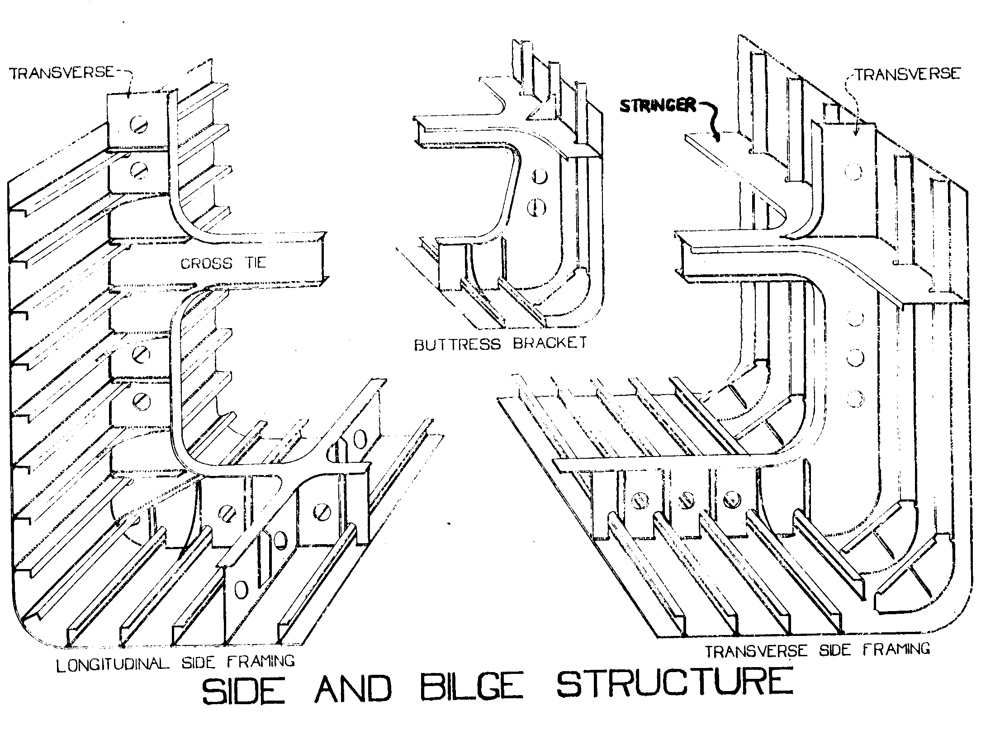 TRANSVERSE
STRINGER
TRANSVERSE
CROSS TIE
BUTTRESS BRACKET
LONGITUDINAL SIDE FRAMING
TRANSVERSE SIDE FRAMING
SIDE AND BILGE STRUCTURE